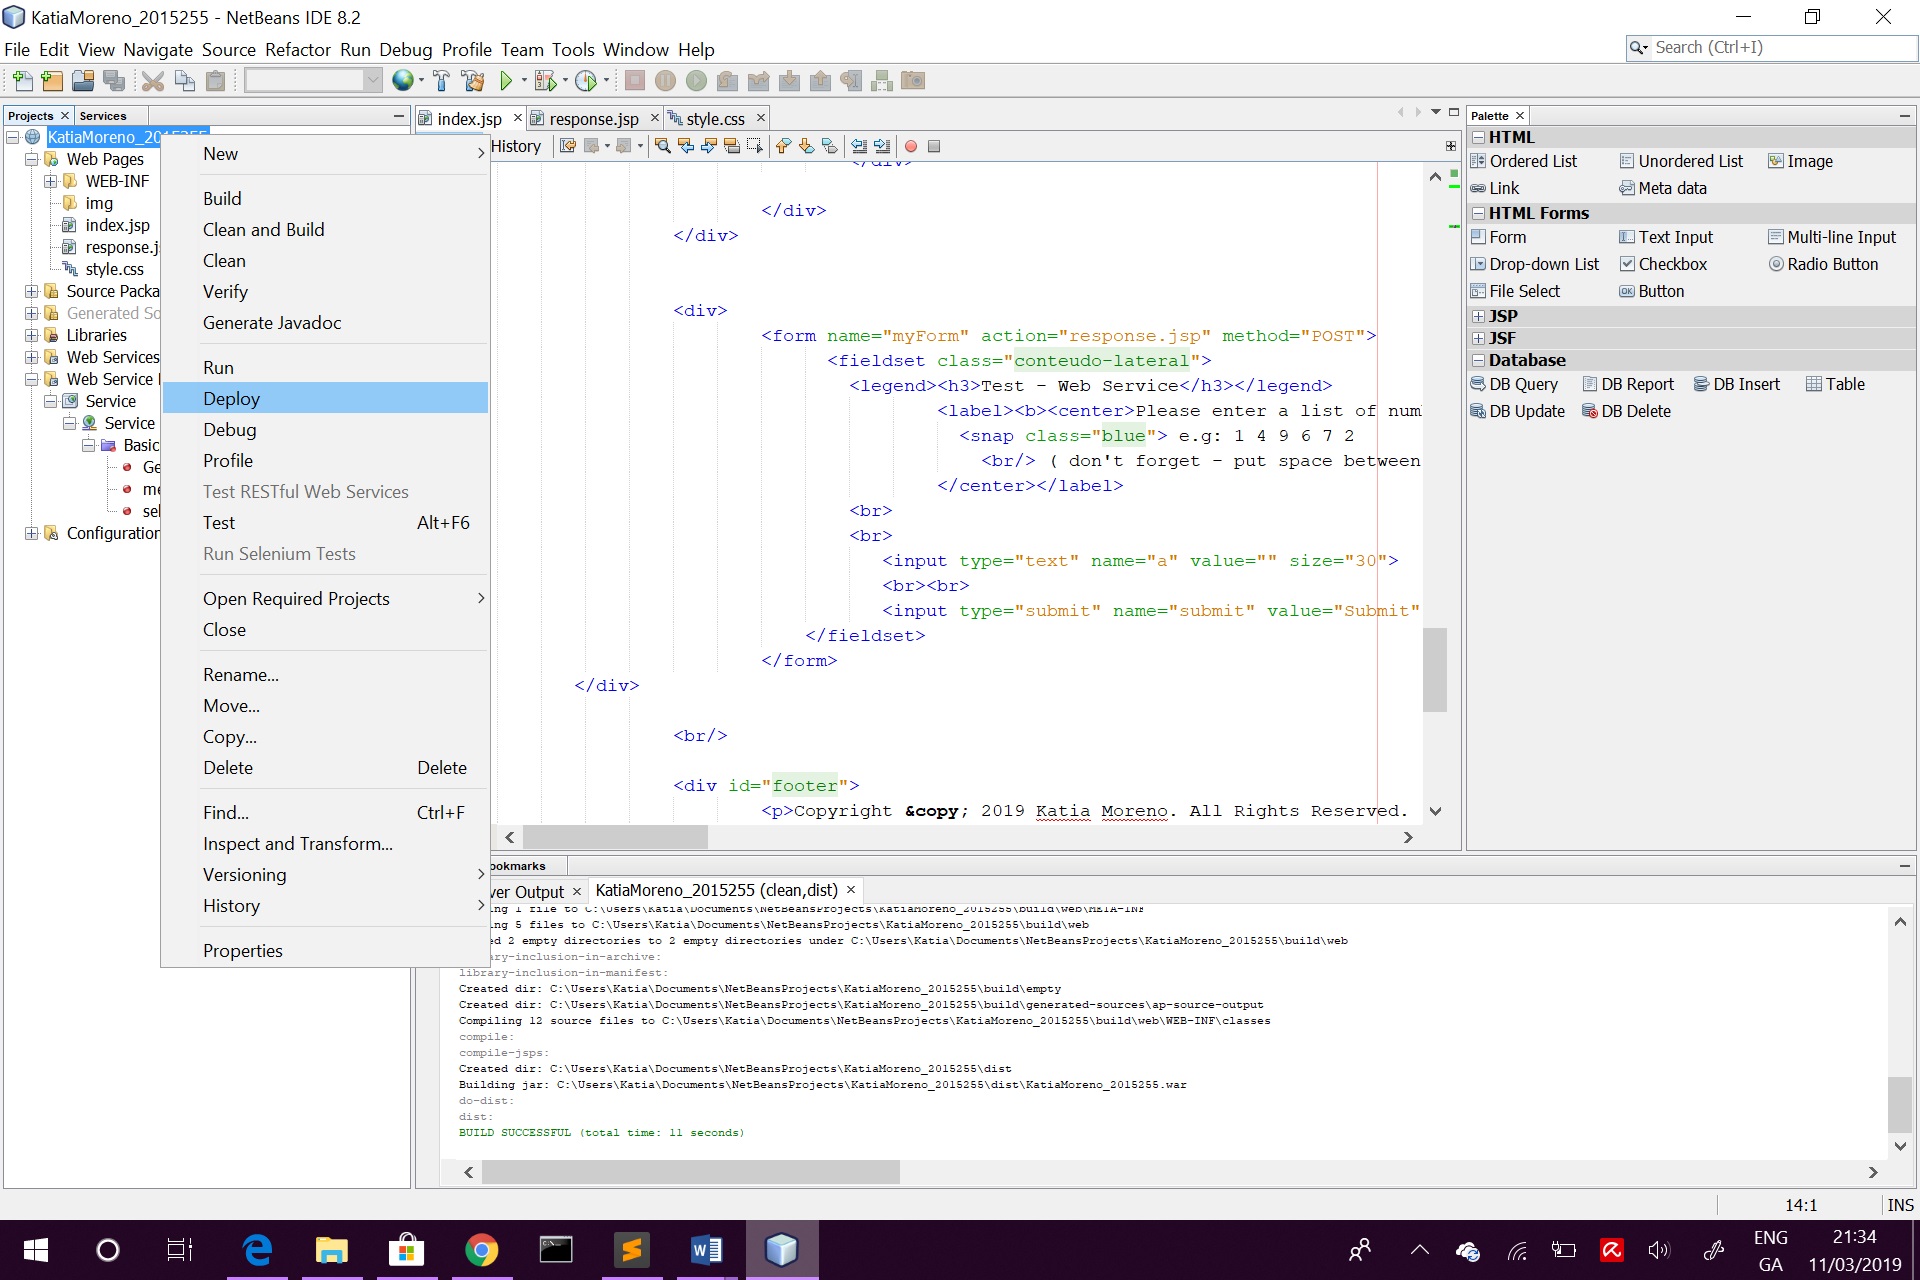 KatiaMoreno_2015255 - NetBeans IDE 8.2
File Edit View Navigate Source Refactor Run Debug Profile Team Tools Window Help
Search (Ctrl+I)
Projects Services
KatiaMoreno_2015255
Web Pages
WEB-INF
img
index.jsp
response.j
style.css
Source Packa
Generated So
Libraries
Web Services
Web Service
Service
Service
Basic
Ge
me
sel
Configuration
New
Build
Clean and Build
Clean
Verify
Generate Javadoc
Run
Deploy
Debug
Profile
Test RESTful Web Services
Test Alt+F6
Run Selenium Tests
Open Required Projects
Close
Rename...
Move...
Copy...
Delete Delete
Find... Ctrl+F
Inspect and Transform...
Versioning
History
Properties
index.jsp response.jsp style.css
History
</div>
</div>
</div>
<div>
<form name="myForm" action="response.jsp" method="POST">
<fieldset class="conteudo-lateral">
<legend><h3>Test - Web Service</h3></legend>
<label><b><center>Please enter a list of num
<snap class="blue"> e.g: 1 4 9 6 7 2
<br/> ( don't forget - put space between
</center></label>
<br>
<br>
<input type="text" name="a" value="" size="30">
<br><br>
<input type="submit" name="submit" value="Submit"
</fieldset>
</form>
</div>
<br/>
<div id="footer">
<p>Copyright &copy; 2019 Katia Moreno. All Rights Reserved.
Palette
HTML
Ordered List Unordered List Image
Link Meta data
HTML Forms
Form Text Input Multi-line Input
Drop-down List Checkbox Radio Button
File Select Button
JSP
JSF
Database
DB Query DB Report DB Insert Table
DB Update DB Delete
ookmarks
ver Output KatiaMoreno_2015255 (clean,dist)
ng 1 file to C:\Users\Katia\Documents\NetBeansProjects\KatiaMoreno_2015255\build\web\META-INF
ng 5 files to C:\Users\Katia\Documents\NetBeansProjects\KatiaMoreno_2015255\build\web
ed 2 empty directories to 2 empty directories under C:\Users\Katia\Documents\NetBeansProjects\KatiaMoreno_2015255\build\web
ary-inclusion-in-archive:
library-inclusion-in-manifest:
Created dir: C:\Users\Katia\Documents\NetBeansProjects\KatiaMoreno_2015255\build\empty
Created dir: C:\Users\Katia\Documents\NetBeansProjects\KatiaMoreno_2015255\build\generated-sources\ap-source-output
Compiling 12 source files to C:\Users\Katia\Documents\NetBeansProjects\KatiaMoreno_2015255\build\web\WEB-INF\classes
compile:
compile-jsps:
Created dir: C:\Users\Katia\Documents\NetBeansProjects\KatiaMoreno_2015255\dist
Building jar: C:\Users\Katia\Documents\NetBeansProjects\KatiaMoreno_2015255\dist\KatiaMoreno_2015255.war
do-dist:
dist:
BUILD SUCCESSFUL (total time: 11 seconds)
14:1 INS
ENG 21:34
GA 11/03/2019